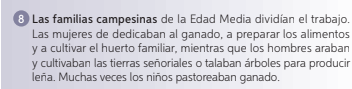 8 Las familias campesinas de la Edad Media dividían el trabajo.
Las mujeres de dedicaban al ganado, a preparar los alimentos
y a cultivar el huerto familiar, mientras que los hombres araban
y cultivaban las tierras señoriales o talaban árboles para producir
leña. Muchas veces los niños pastoreaban ganado.